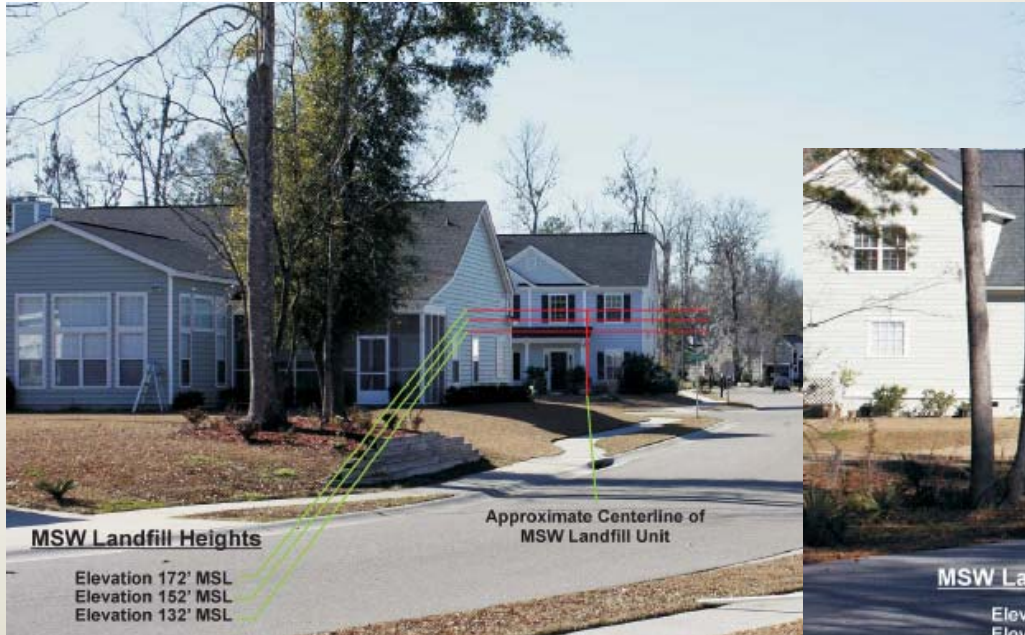 MSW Landfill Heights
Elevation 172' MSL
Elevation 152' MSL
Elevation 132' MSL
Approximate Centerline of
MSW Landfill Unit
MSW La
Elev
Elev